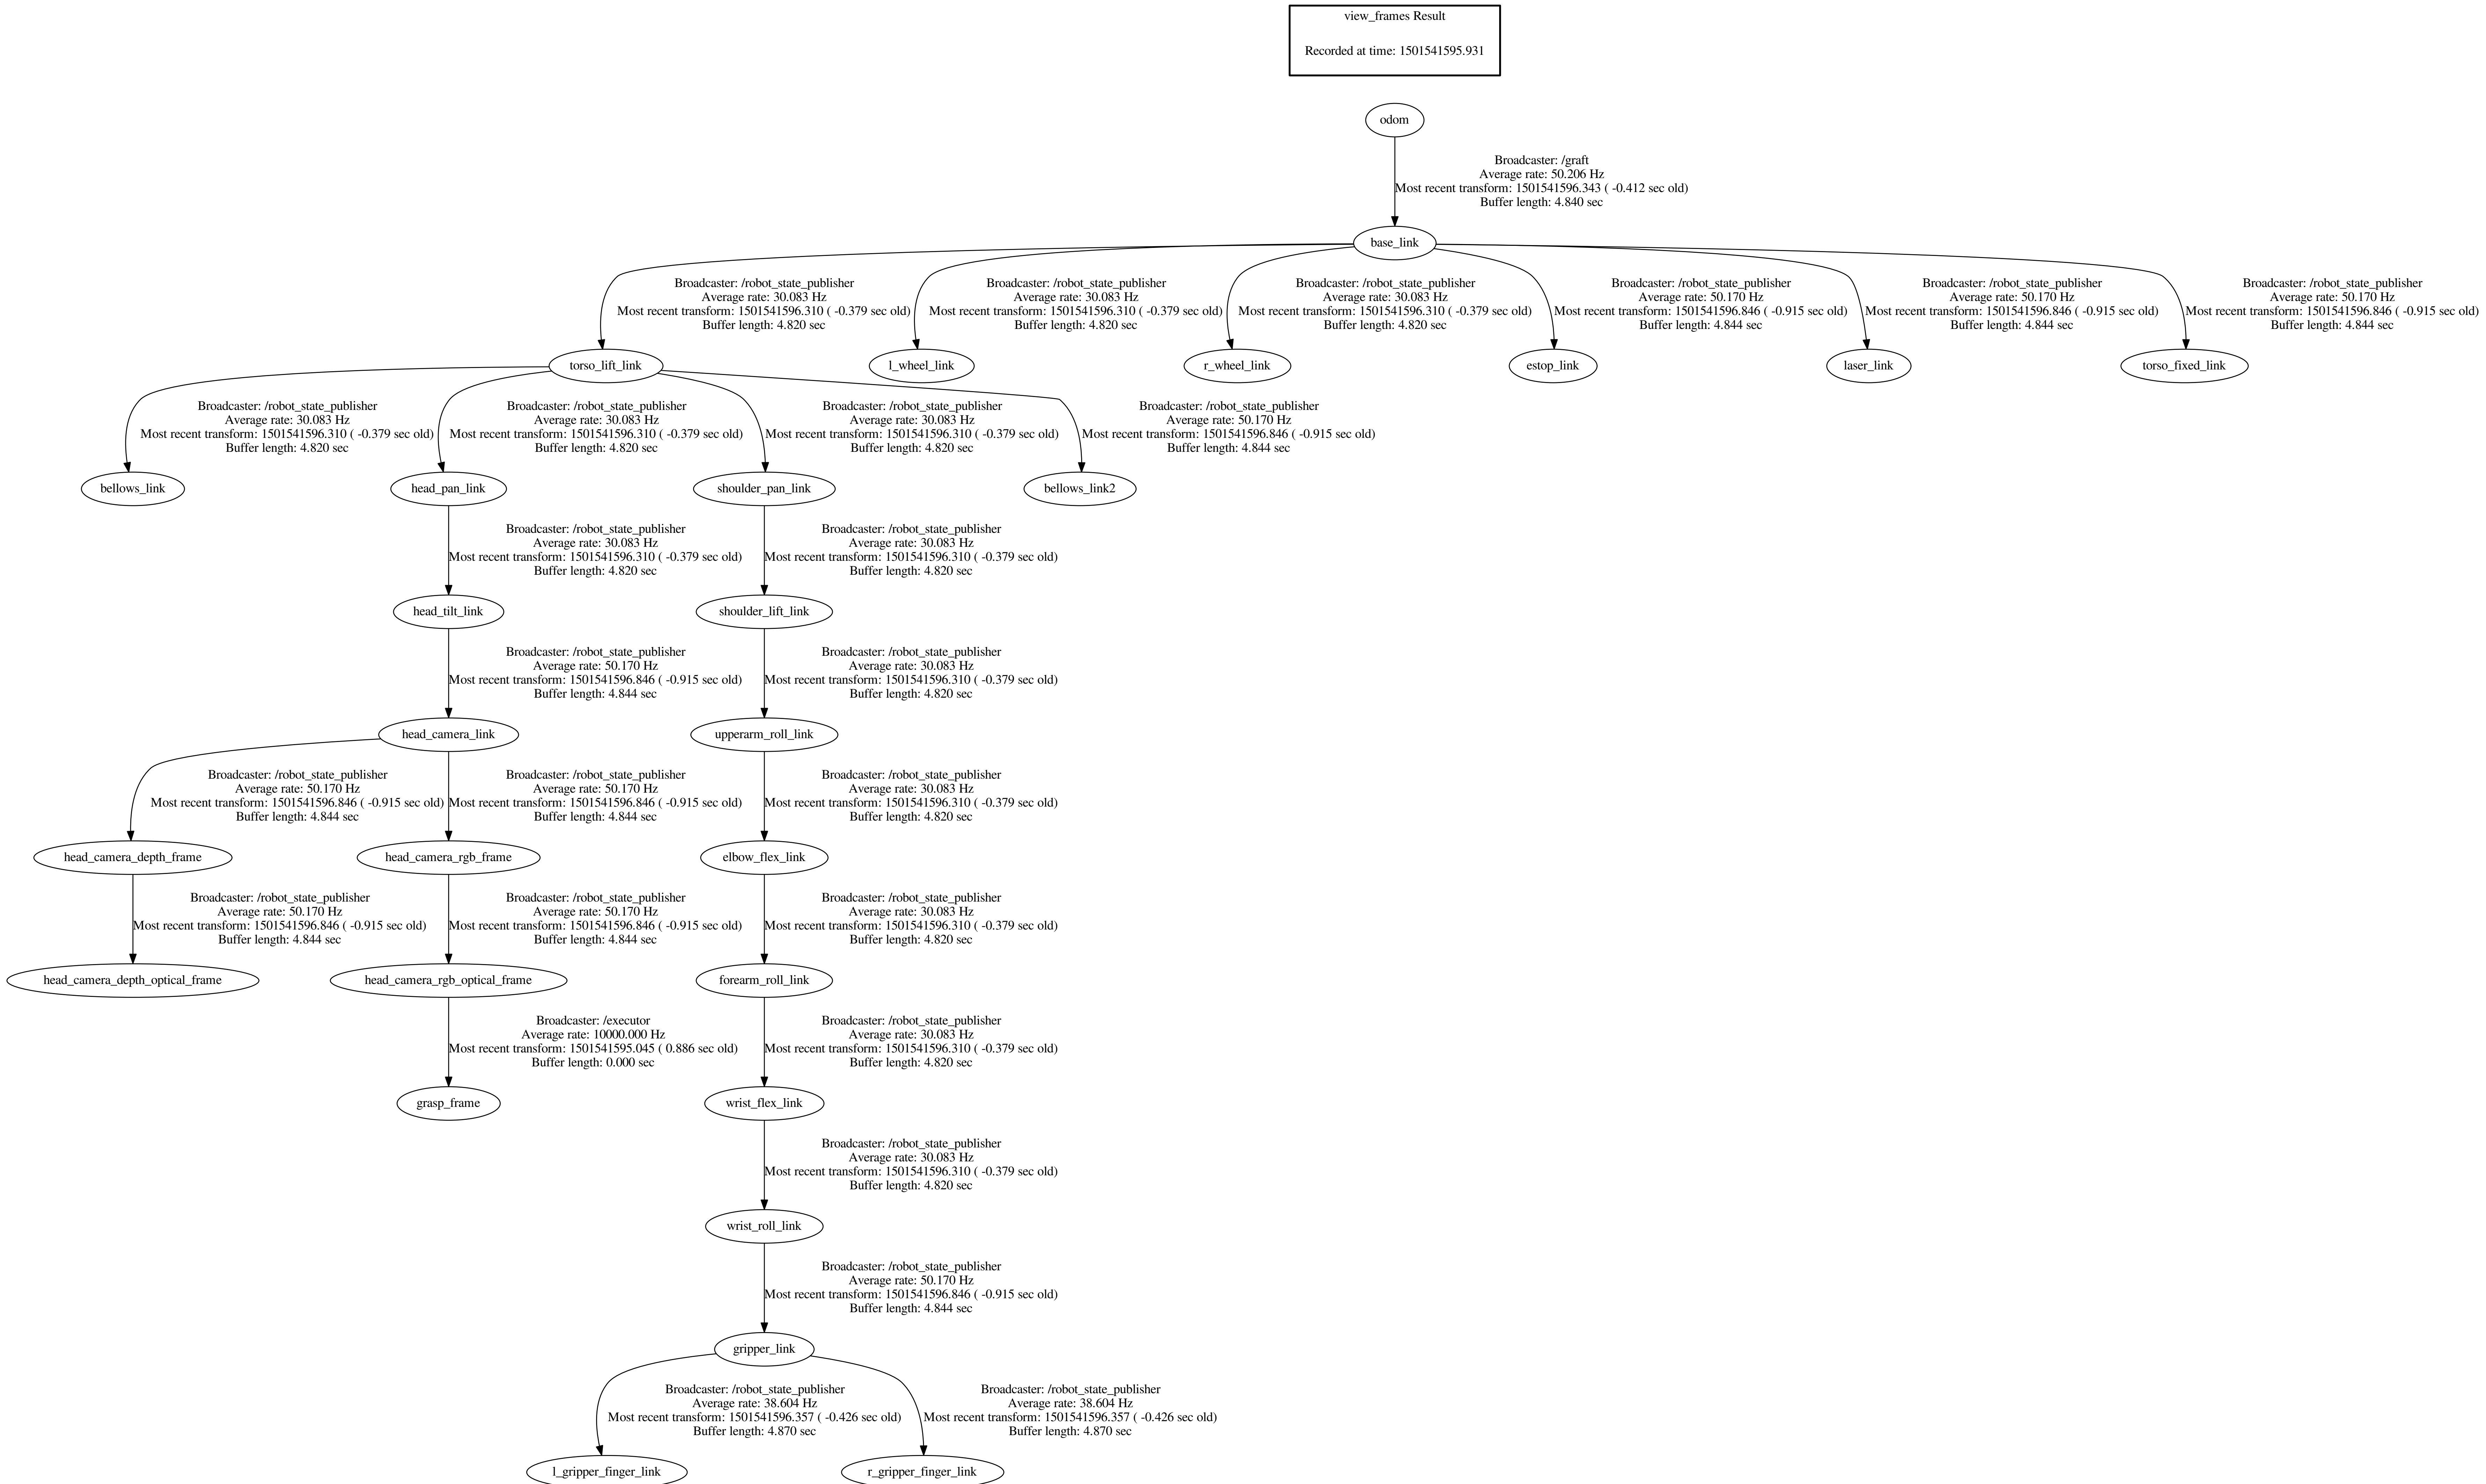 view_frames Result
Recorded at time: 1501541595.931
odom
Broadcaster: /graft
Average rate: 50.206 Hz
Most recent transform: 1501541596.343 ( -0.412 sec old)
Buffer length: 4.840 sec
base_link
Broadcaster: /robot_state_publisher
Average rate: 30.083 Hz
Most recent transform: 1501541596.310 ( -0.379 sec old)
Buffer length: 4.820 sec
Broadcaster: /robot_state_publisher
Average rate: 30.083 Hz
Most recent transform: 1501541596.310 ( -0.379 sec old)
Buffer length: 4.820 sec
Broadcaster: /robot_state_publisher
Average rate: 30.083 Hz
Most recent transform: 1501541596.310 ( -0.379 sec old)
Buffer length: 4.820 sec
Broadcaster: /robot_state_publisher
Average rate: 50.170 Hz
Most recent transform: 1501541596.846 ( -0.915 sec old)
Buffer length: 4.844 sec
Broadcaster: /robot_state_publisher
Average rate: 50.170 Hz
Most recent transform: 1501541596.846 ( -0.915 sec old)
Buffer length: 4.844 sec
Broadcaster: /robot_state_publisher
Average rate: 50.170 Hz
Most recent transform: 1501541596.846 ( -0.915 sec old)
Buffer length: 4.844 sec
torso_lift_link
l_wheel_link
r_wheel_link
estop_link
laser_link
torso_fixed_link
Broadcaster: /robot_state_publisher
Average rate: 30.083 Hz
Most recent transform: 1501541596.310 ( -0.379 sec old)
Buffer length: 4.820 sec
Broadcaster: /robot_state_publisher
Average rate: 30.083 Hz
Most recent transform: 1501541596.310 ( -0.379 sec old)
Buffer length: 4.820 sec
Broadcaster: /robot_state_publisher
Average rate: 30.083 Hz
Most recent transform: 1501541596.310 ( -0.379 sec old)
Buffer length: 4.820 sec
Broadcaster: /robot_state_publisher
Average rate: 50.170 Hz
Most recent transform: 1501541596.846 ( -0.915 sec old)
Buffer length: 4.844 sec
bellows_link
head_pan_link
shoulder_pan_link
bellows_link2
Broadcaster: /robot_state_publisher
Average rate: 30.083 Hz
Most recent transform: 1501541596.310 ( -0.379 sec old)
Buffer length: 4.820 sec
Broadcaster: /robot_state_publisher
Average rate: 30.083 Hz
Most recent transform: 1501541596.310 ( -0.379 sec old)
Buffer length: 4.820 sec
head_tilt_link
shoulder_lift_link
Broadcaster: /robot_state_publisher
Average rate: 50.170 Hz
Most recent transform: 1501541596.846 ( -0.915 sec old)
Buffer length: 4.844 sec
Broadcaster: /robot_state_publisher
Average rate: 30.083 Hz
Most recent transform: 1501541596.310 ( -0.379 sec old)
Buffer length: 4.820 sec
head_camera_link
upperarm_roll_link
Broadcaster: /robot_state_publisher
Average rate: 50.170 Hz
Most recent transform: 1501541596.846 ( -0.915 sec old)
Buffer length: 4.844 sec
Broadcaster: /robot_state_publisher
Average rate: 50.170 Hz
Most recent transform: 1501541596.846 ( -0.915 sec old)
Buffer length: 4.844 sec
Broadcaster: /robot_state_publisher
Average rate: 30.083 Hz
Most recent transform: 1501541596.310 ( -0.379 sec old)
Buffer length: 4.820 sec
head_camera_depth_frame
head_camera_rgb_frame
elbow_flex_link
Broadcaster: /robot_state_publisher
Average rate: 50.170 Hz
Most recent transform: 1501541596.846 ( -0.915 sec old)
Buffer length: 4.844 sec
Broadcaster: /robot_state_publisher
Average rate: 50.170 Hz
Most recent transform: 1501541596.846 ( -0.915 sec old)
Buffer length: 4.844 sec
Broadcaster: /robot_state_publisher
Average rate: 30.083 Hz
Most recent transform: 1501541596.310 ( -0.379 sec old)
Buffer length: 4.820 sec
head_camera_depth_optical_frame
head_camera_rgb_optical_frame
forearm_roll_link
Broadcaster: /executor
Average rate: 10000.000 Hz
Most recent transform: 1501541595.045 ( 0.886 sec old)
Buffer length: 0.000 sec
Broadcaster: /robot_state_publisher
Average rate: 30.083 Hz
Most recent transform: 1501541596.310 ( -0.379 sec old)
Buffer length: 4.820 sec
grasp_frame
wrist_flex_link
Broadcaster: /robot_state_publisher
Average rate: 30.083 Hz
Most recent transform: 1501541596.310 ( -0.379 sec old)
Buffer length: 4.820 sec
wrist_roll_link
Broadcaster: /robot_state_publisher
Average rate: 50.170 Hz
Most recent transform: 1501541596.846 ( -0.915 sec old)
Buffer length: 4.844 sec
gripper_link
Broadcaster: /robot_state_publisher
Average rate: 38.604 Hz
Most recent transform: 1501541596.357 ( -0.426 sec old)
Buffer length: 4.870 sec
Broadcaster: /robot_state_publisher
Average rate: 38.604 Hz
Most recent transform: 1501541596.357 ( -0.426 sec old)
Buffer length: 4.870 sec
l_gripper_finger_link
r_gripper_finger_link